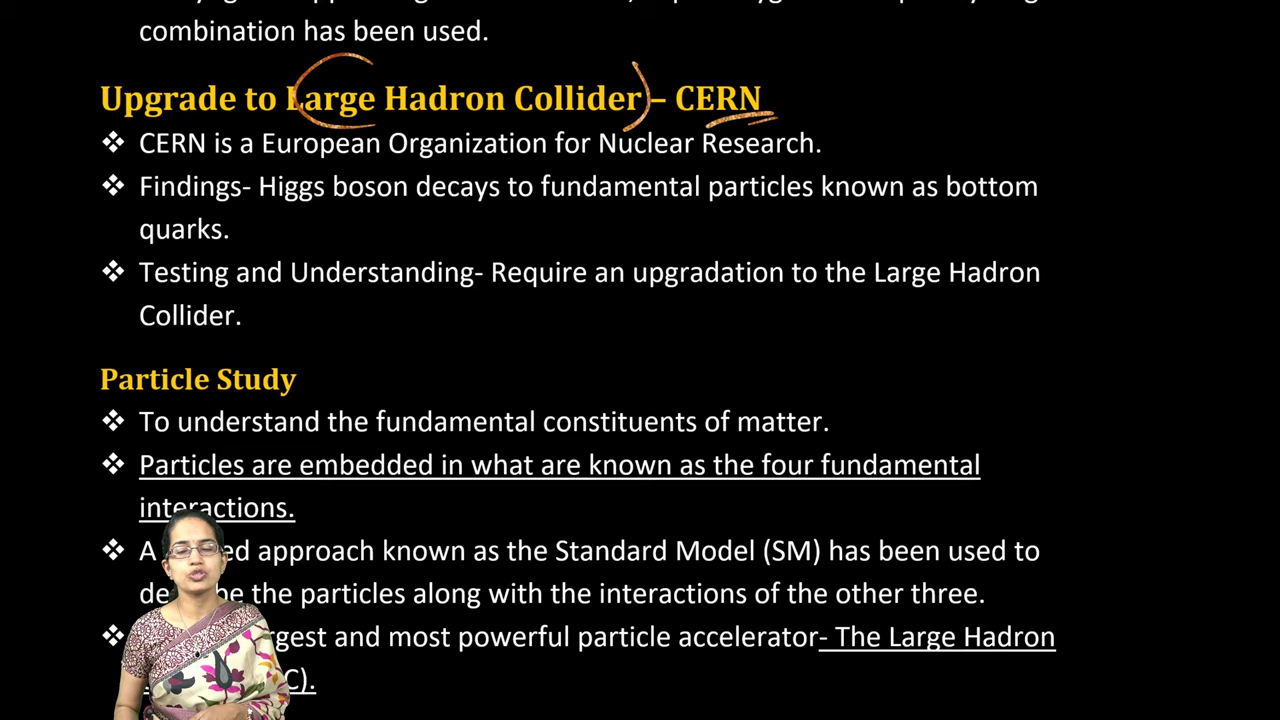 combination has been used.
Upgrade to Large Hadron Collider – CERN
❖ CERN is a European Organization for Nuclear Research.
❖ Findings- Higgs boson decays to fundamental particles known as bottom
quarks.
❖ Testing and Understanding- Require an upgradation to the Large Hadron
Collider.
Particle Study
❖ To understand the fundamental constituents of matter.
❖ Particles are embedded in what are known as the four fundamental
interactions.
❖ A approach known as the Standard Model (SM) has been used to
the particles along with the interactions of the other three.
and most powerful particle accelerator- The Large Hadron